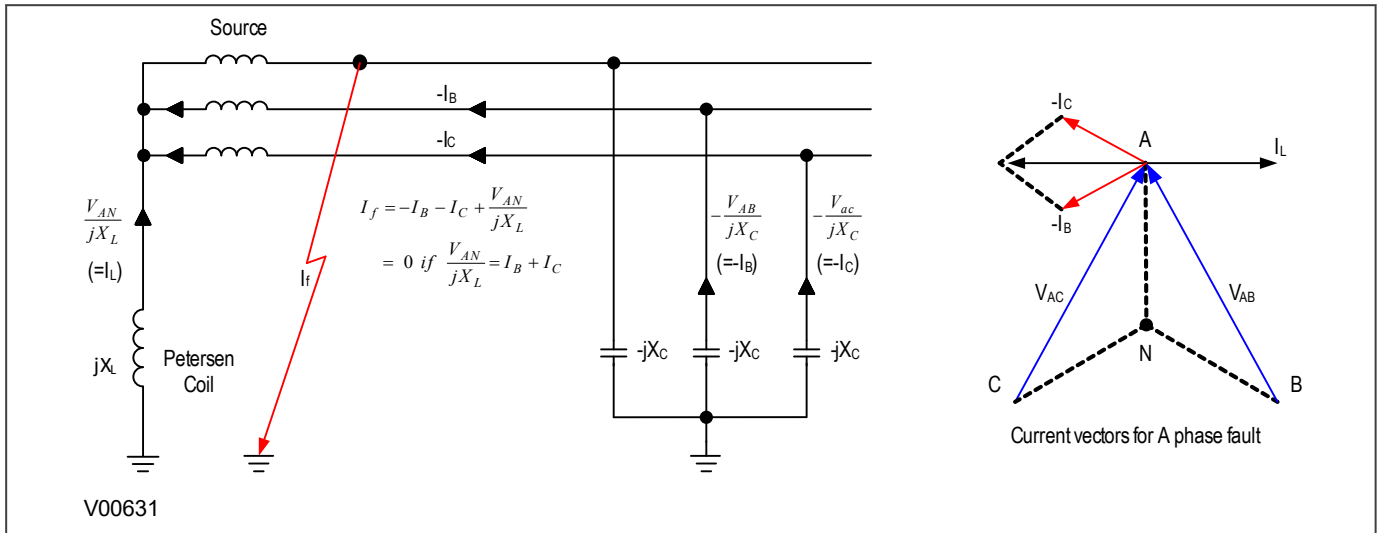 Source
-IB
-IC
VAN
jXL
(=IL)
If = -IB - IC + VAN/jXL
= 0 if VAN/jXL = IB + IC
If
-VAB/jXC
(=-IB)
-Vac/jXC
(=-IC)
jXL
Petersen
Coil
-jXC
-jXC
-jXC
V00631
-IC
A
IL
-IB
VAC
VAB
N
C
B
Current vectors for A phase fault